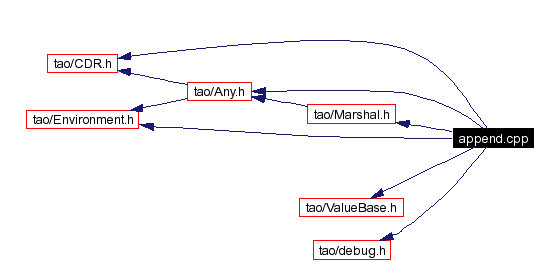 tao/CDR.h
tao/Any.h
tao/Marshal.h
tao/Environment.h
append.cpp
tao/ValueBase.h
tao/debug.h